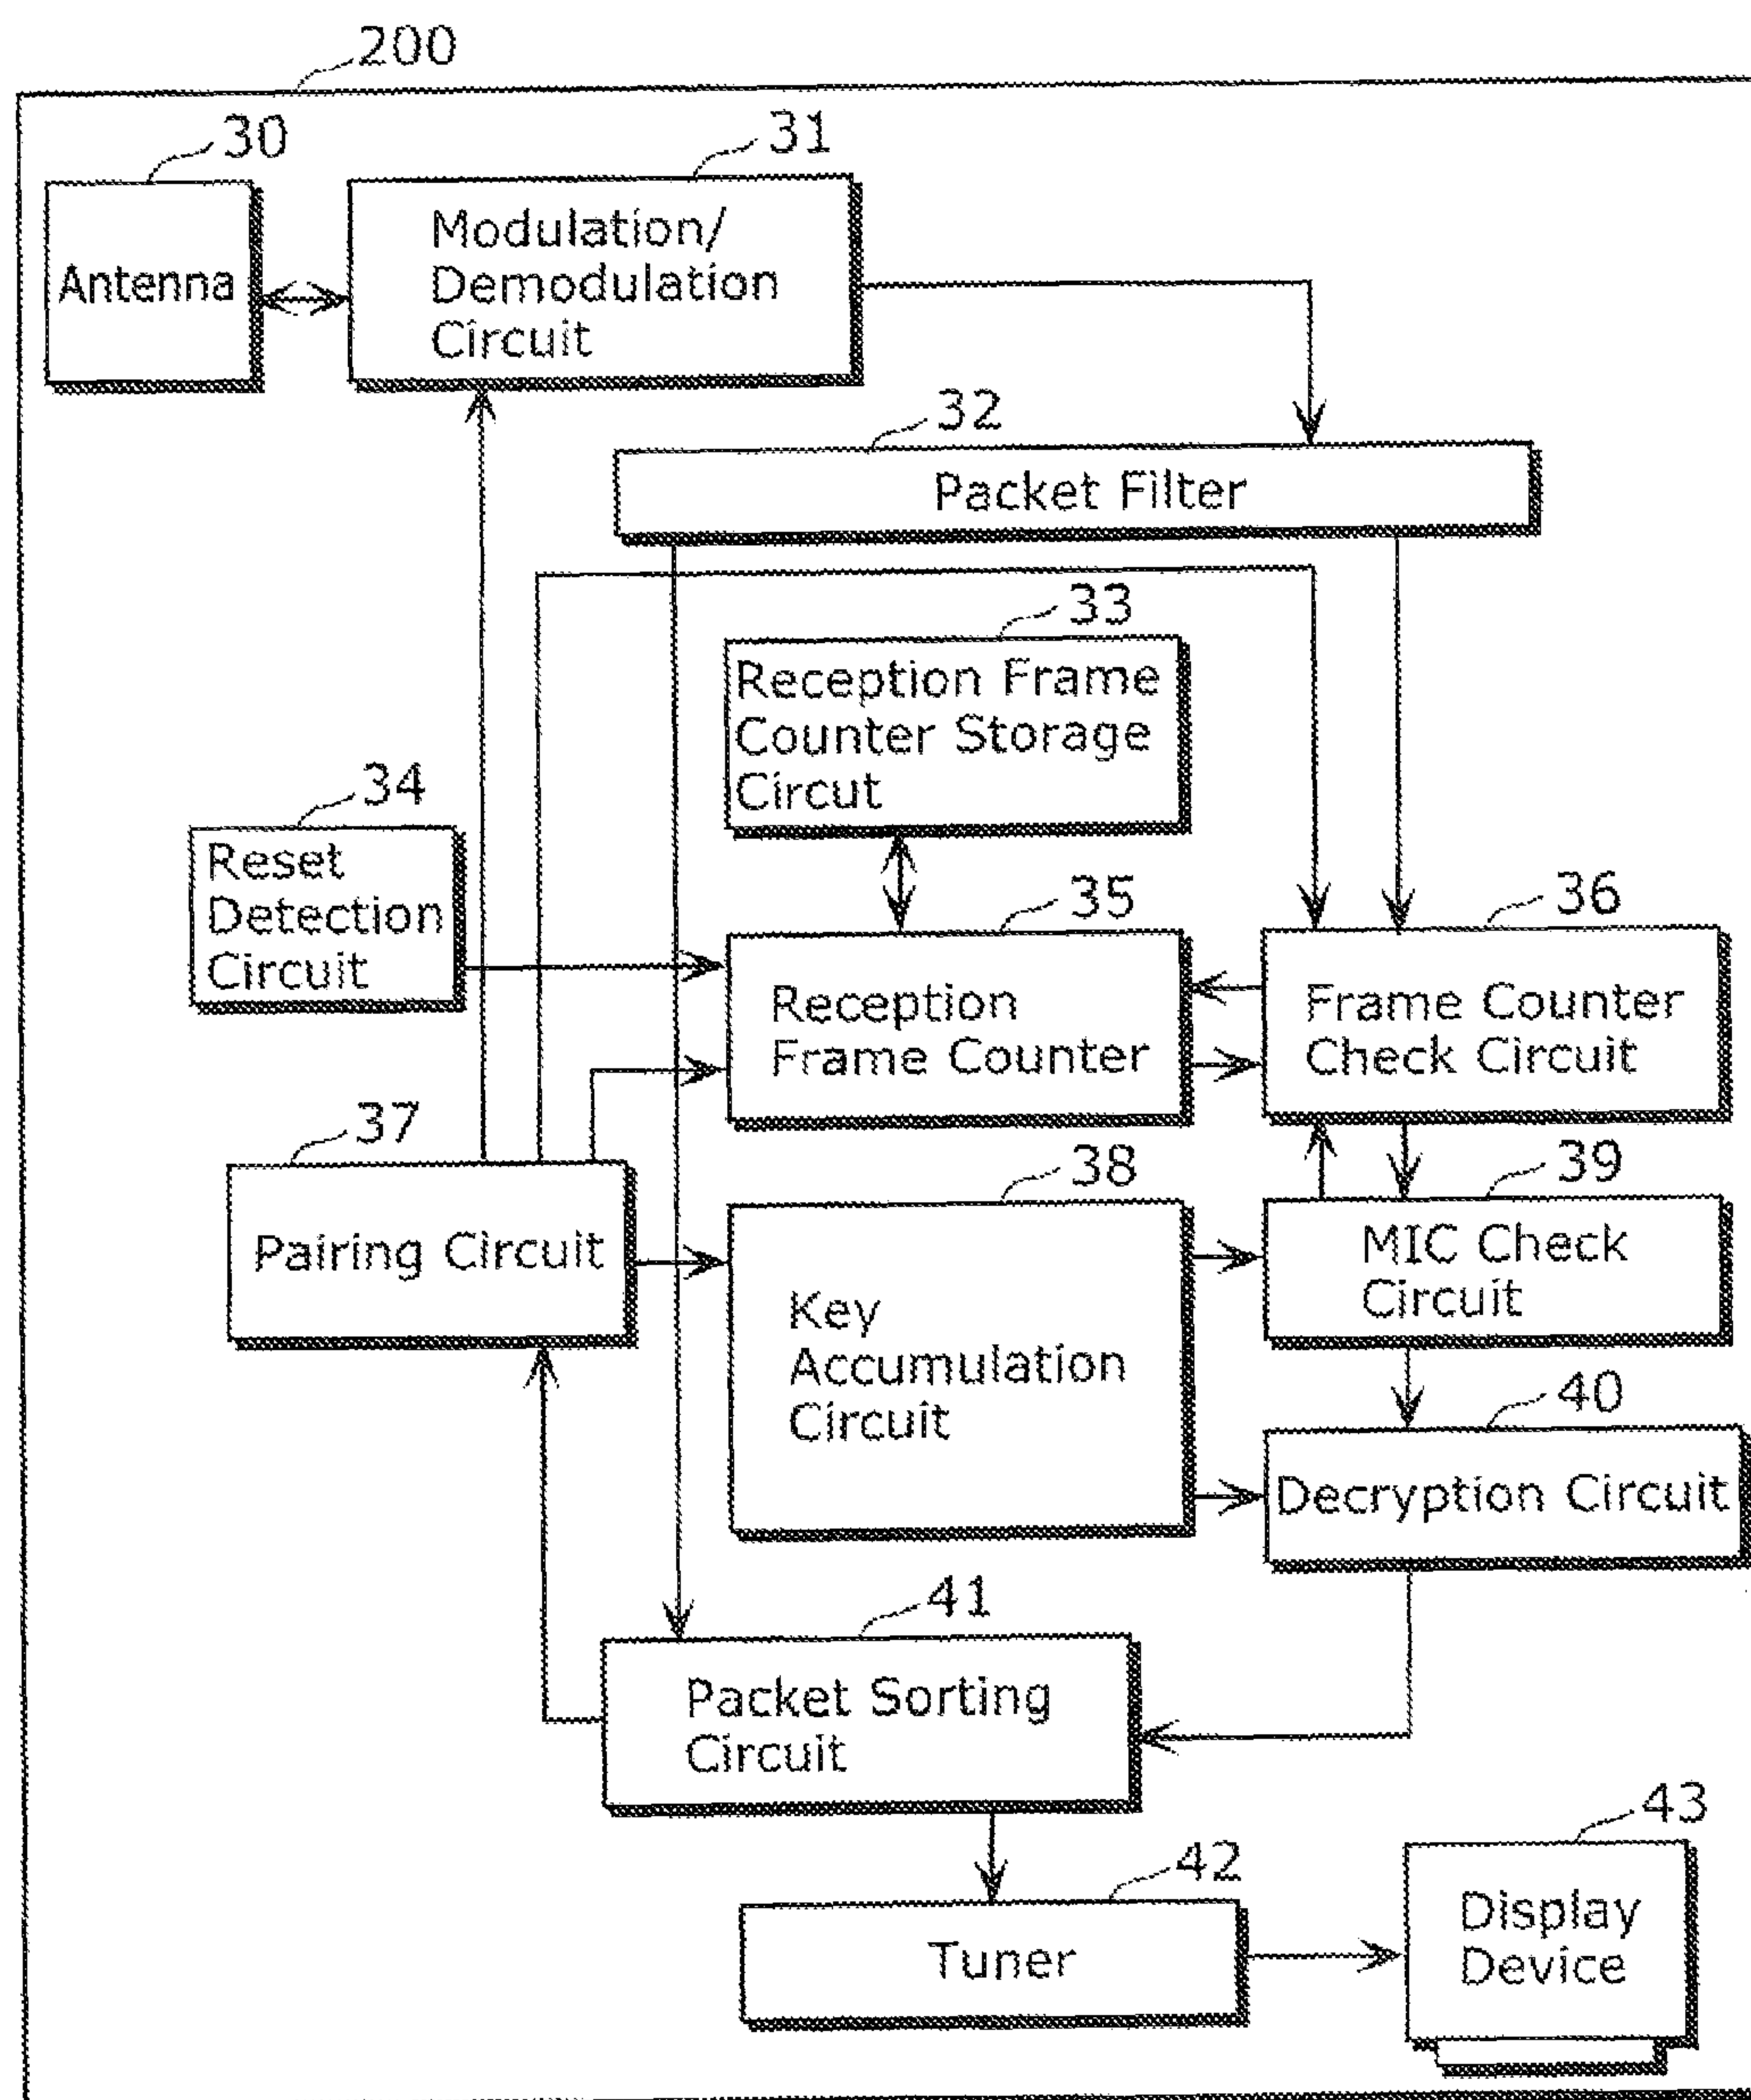 200
30
31
Antenna
Modulation/
Demodulation
Circuit
32
Packet Filter
33
Reception Frame
Counter Storage
Circut
34
Reset
Detection
Circuit
35
Reception
Frame Counter
36
Frame Counter
Check Circuit
37
Pairing Circuit
38
Key
Accumulation
Circuit
39
MIC Check
Circuit
40
Decryption Circuit
41
Packet Sorting
Circuit
42
Tuner
43
Display
Device